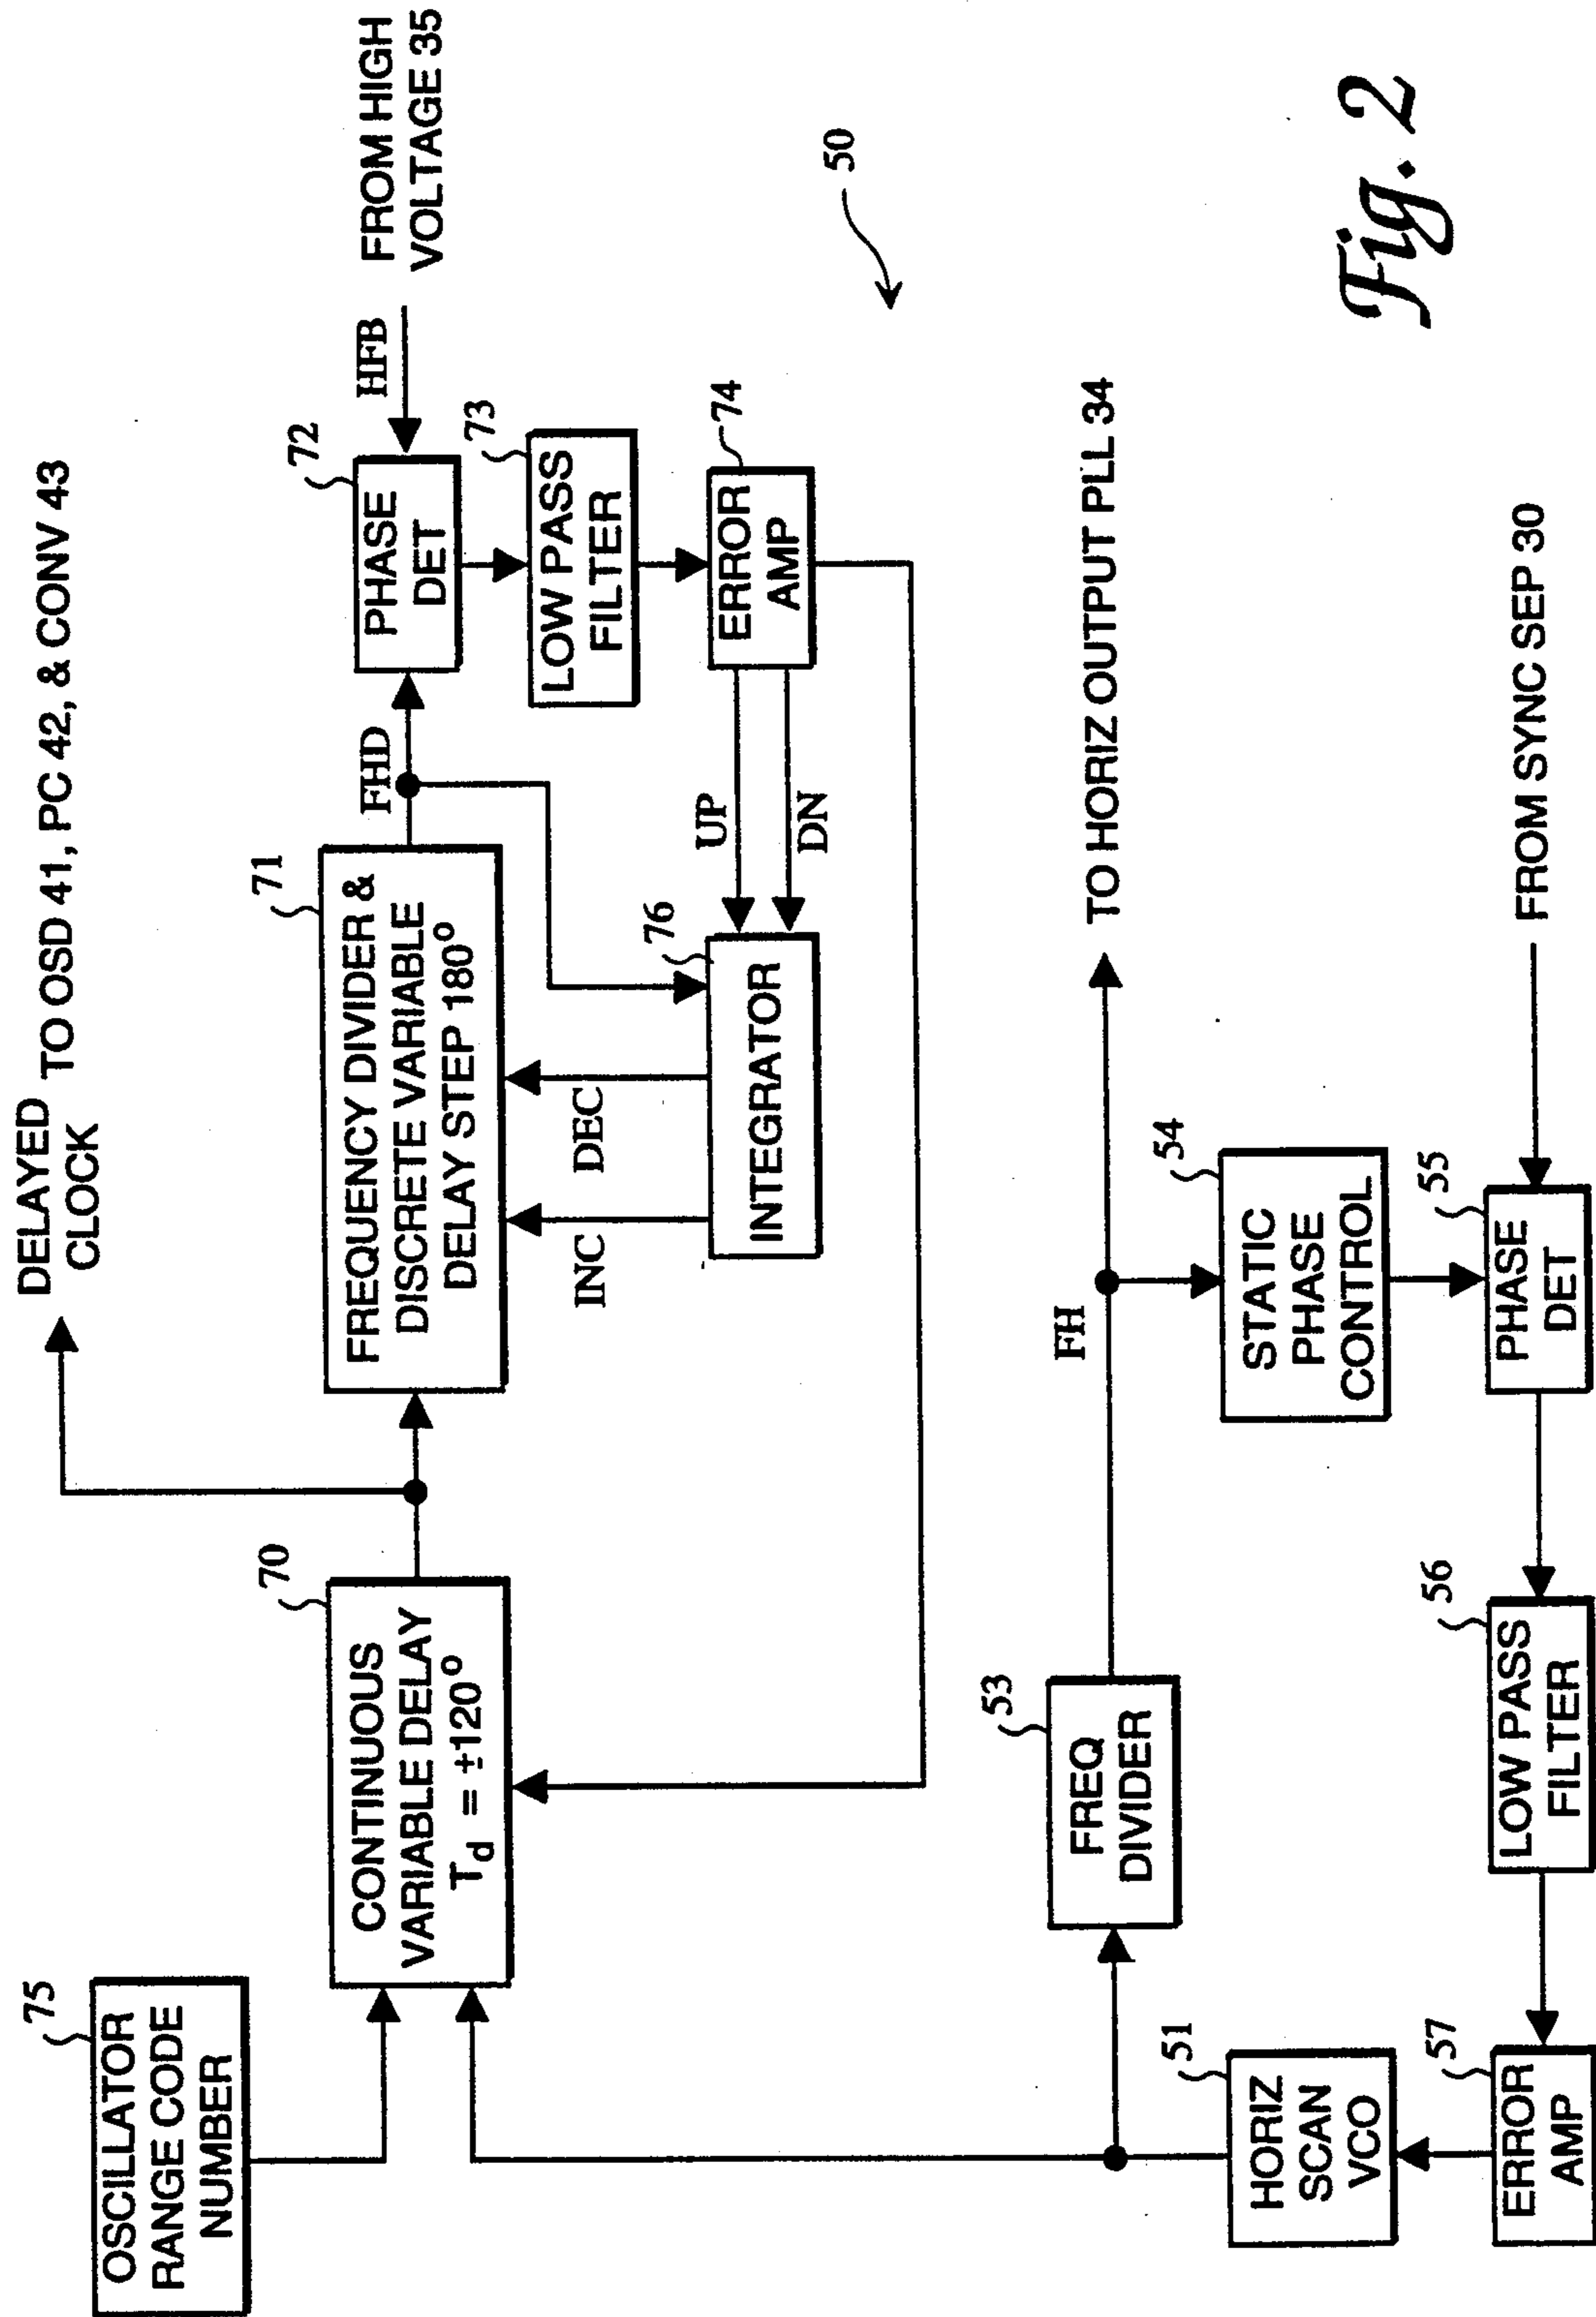 DELAYED
CLOCK
TO OSD 41, PC 42, & CONV 43
75
OSCILLATOR
RANGE CODE
NUMBER
70
CONTINUOUS
VARIABLE DELAY
Td = ±120°
71
FREQUENCY DIVIDER &
DISCRETE VARIABLE
DELAY STEP 180°
FHD
72
PHASE
DET
HFB
FROM HIGH
VOLTAGE 35
73
LOW PASS
FILTER
INC
DEC
76
INTEGRATOR
UP
DN
74
ERROR
AMP
50
53
FREQ
DIVIDER
FH
TO HORIZ OUTPUT PLL 34
51
HORIZ
SCAN
VCO
54
STATIC
PHASE
CONTROL
57
ERROR
AMP
56
LOW PASS
FILTER
55
PHASE
DET
FROM SYNC SEP 30
Fig. 2